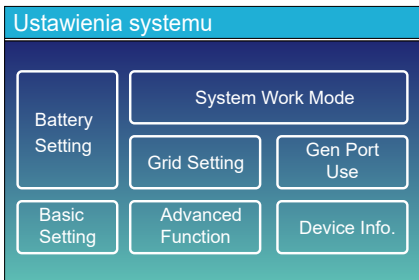 Ustawienia systemu
System Work Mode
Battery
Setting
Grid Setting
Gen Port
Use
Basic
Setting
Advanced
Function
Device Info.